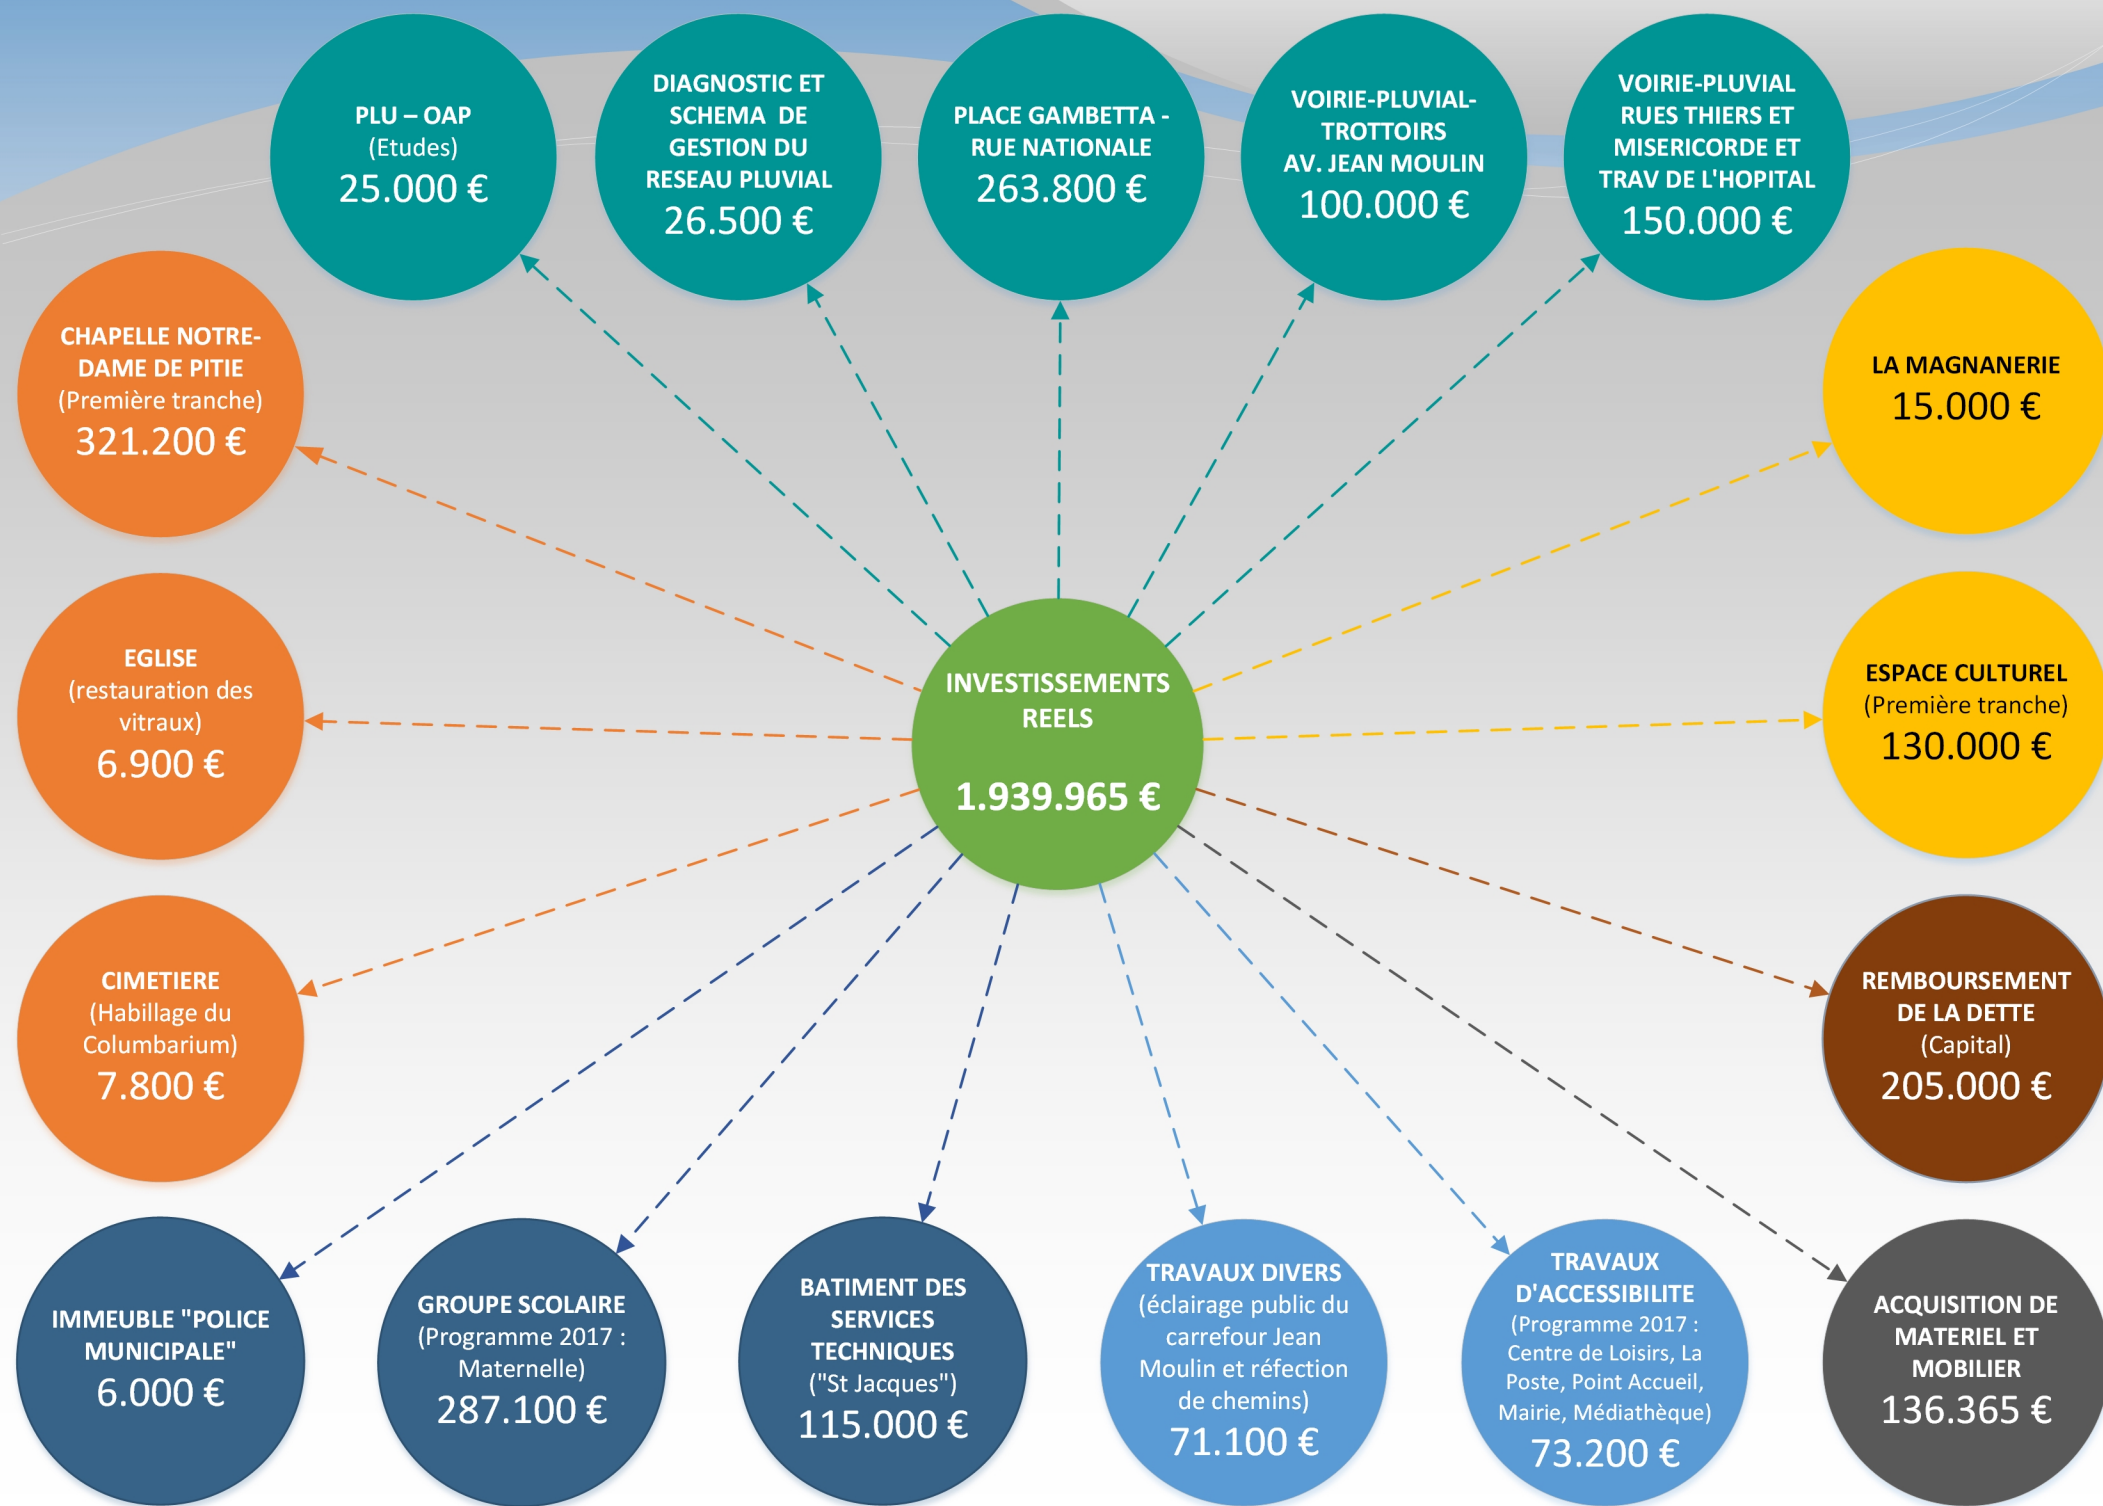 PLU – OAP
(Etudes)
25.000 €
DIAGNOSTIC ET
SCHEMA DE
GESTION DU
RESEAU PLUVIAL
26.500 €
PLACE GAMBETTA -
RUE NATIONALE
263.800 €
VOIRIE-PLUVIAL-
TROTTOIRS
AV. JEAN MOULIN
100.000 €
VOIRIE-PLUVIAL
RUES THIERS ET
MISERICORDE ET
TRAV DE L'HOPITAL
150.000 €
CHAPELLE NOTRE-
DAME DE PITIE
(Première tranche)
321.200 €
LA MAGNANERIE
15.000 €
EGLISE
(restauration des
vitraux)
6.900 €
INVESTISSEMENTS
REELS
1.939.965 €
ESPACE CULTUREL
(Première tranche)
130.000 €
CIMETIERE
(Habillage du
Columbarium)
7.800 €
REMBOURSEMENT
DE LA DETTE
(Capital)
205.000 €
IMMEUBLE "POLICE
MUNICIPALE"
6.000 €
GROUPE SCOLAIRE
(Programme 2017 :
Maternelle)
287.100 €
BATIMENT DES
SERVICES
TECHNIQUES
("St Jacques")
115.000 €
TRAVAUX DIVERS
(éclairage public du
carrefour Jean
Moulin et réfection
de chemins)
71.100 €
TRAVAUX
D'ACCESSIBILITE
(Programme 2017 :
Centre de Loisirs, La
Poste, Point Accueil,
Mairie, Médiathèque)
73.200 €
ACQUISITION DE
MATERIEL ET
MOBILIER
136.365 €